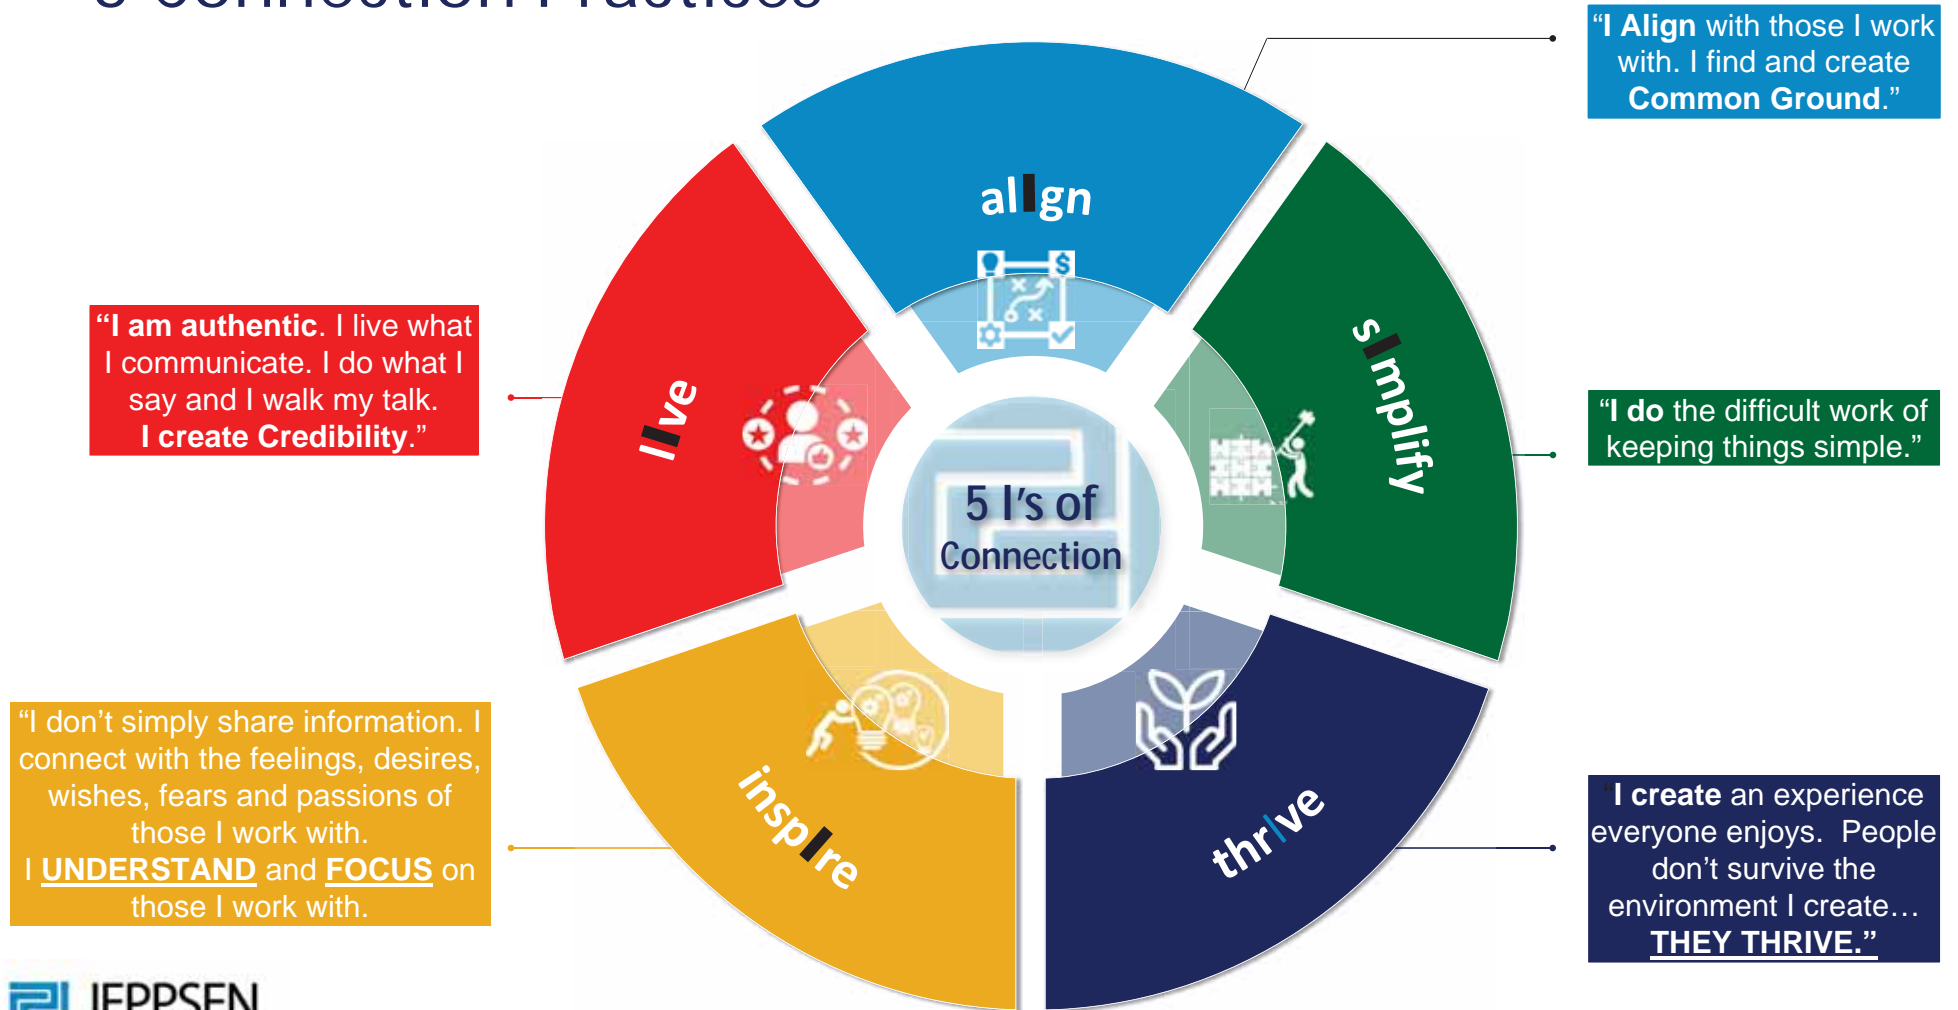 5 Connection Practices
“I Align with those I work
with. I find and create
Common Ground.”
alIgn
sImplify
“I do the difficult work of
keeping things simple.”
“I am authentic. I live what
I communicate. I do what I
say and I walk my talk.
I create Credibility.”
lIve
5 I’s of
Connection
“I don’t simply share information. I
connect with the feelings, desires,
wishes, fears and passions of
those I work with.
I UNDERSTAND and FOCUS on
those I work with.
inspIre
thrIve
“I create an experience
everyone enjoys.  People
don’t survive the
environment I create…
THEY THRIVE.”
JEPPSEN